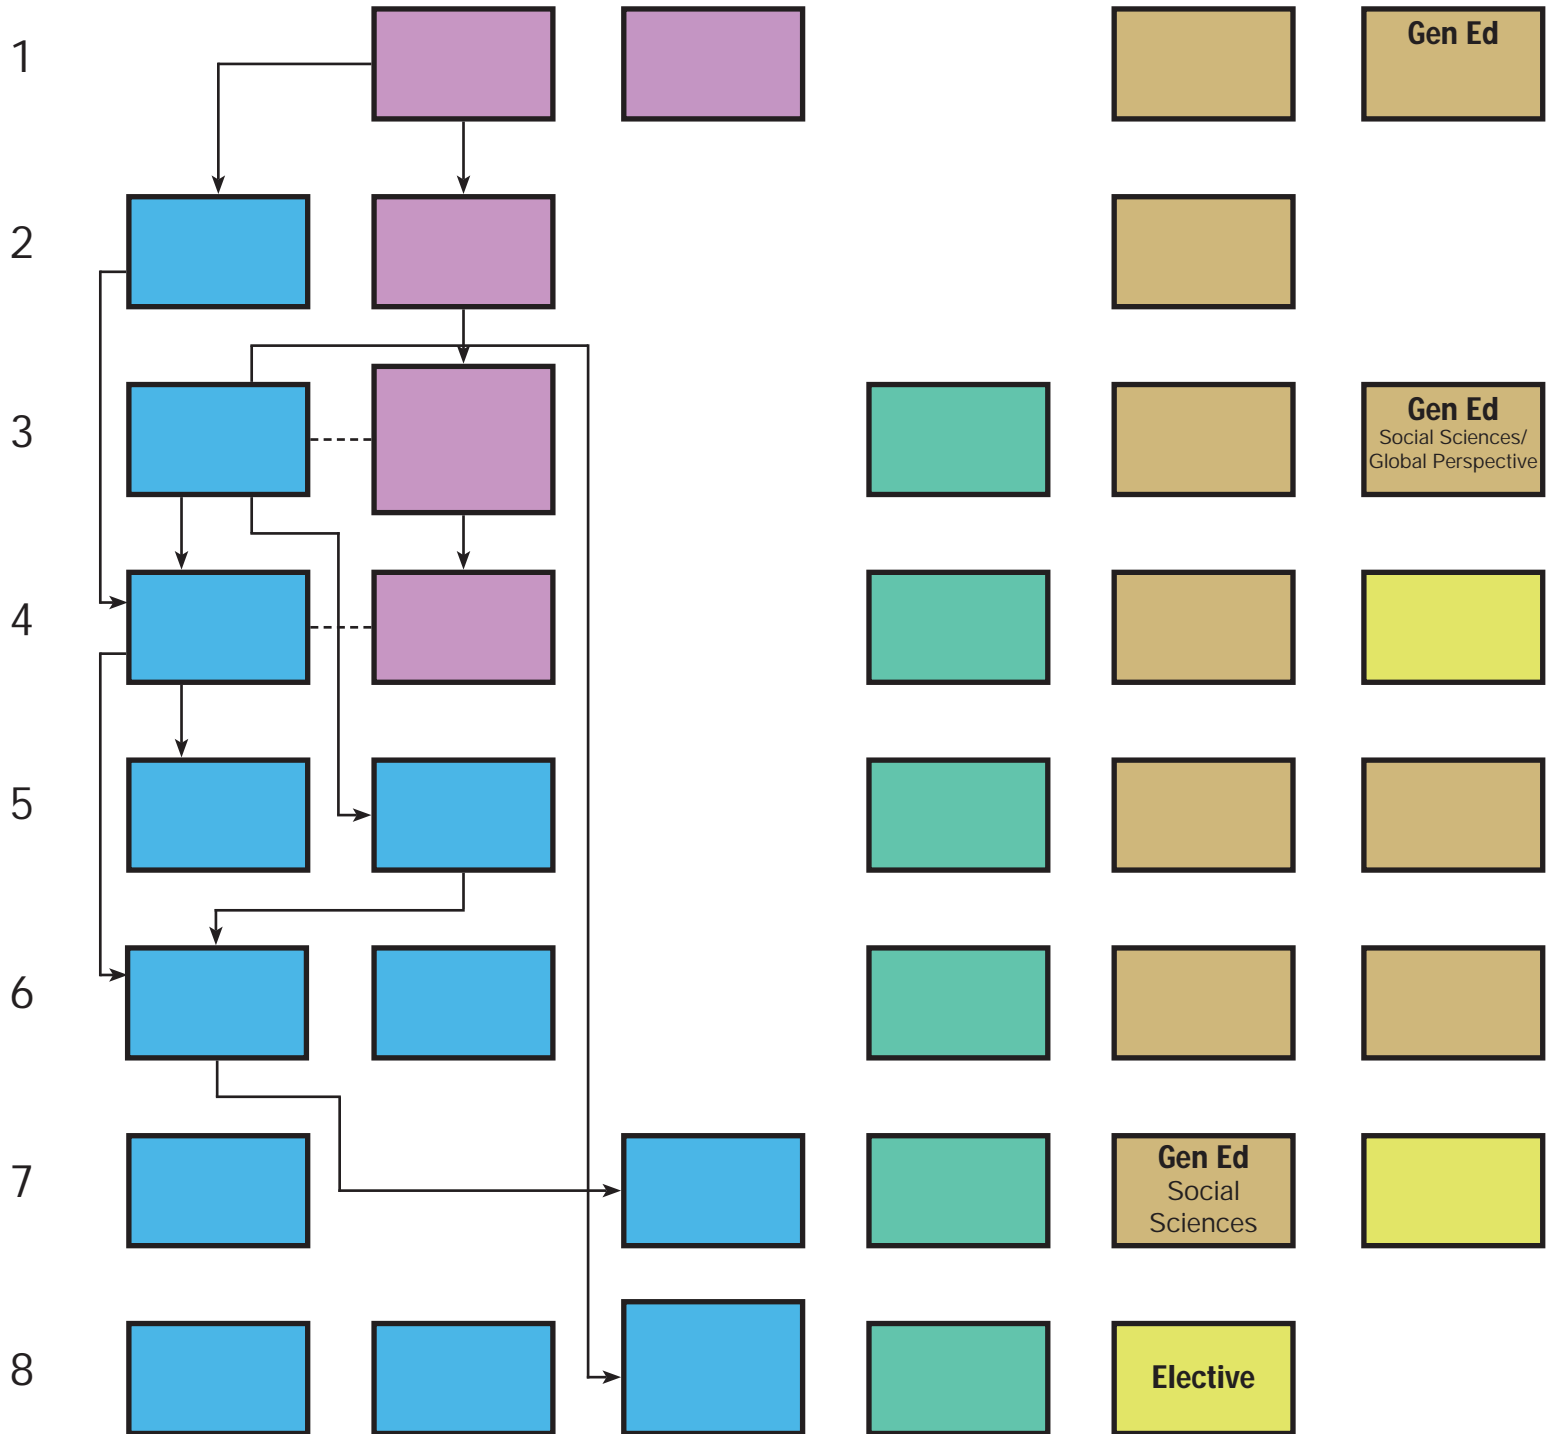 1
Gen Ed
2
3
Gen Ed
Social Sciences/
Global Perspective
4
5
6
7
Gen Ed
Social
Sciences
8
Elective